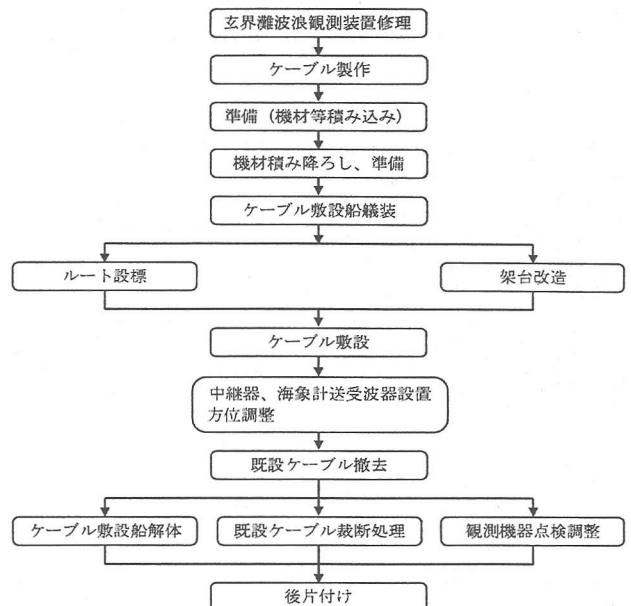 玄界灘波浪観測装置修理
ケーブル製作
準備（機材等積み込み）
機材積み降ろし、準備
ケーブル敷設船艤装
ルート設標
架台改造
ケーブル敷設
中継器、海象計送受波器設置
方位調整
既設ケーブル撤去
ケーブル敷設船解体
既設ケーブル裁断処理
観測機器点検調整
後片付け